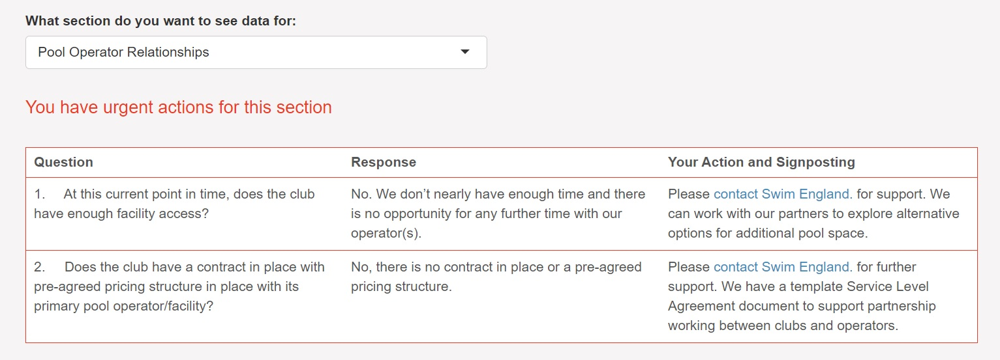 What section do you want to see data for:
Pool Operator Relationships
You have urgent actions for this section
Question
Response
Your Action and Signposting
1. At this current point in time, does the club
have enough facility access?
No. We don’t nearly have enough time and there
is no opportunity for any further time with our
operator(s).
Please contact Swim England. for support. We
can work with our partners to explore alternative
options for additional pool space.
2. Does the club have a contract in place with
pre-agreed pricing structure in place with its
primary pool operator/facility?
No, there is no contract in place or a pre-agreed
pricing structure.
Please contact Swim England. for further
support. We have a template Service Level
Agreement document to support partnership
working between clubs and operators.